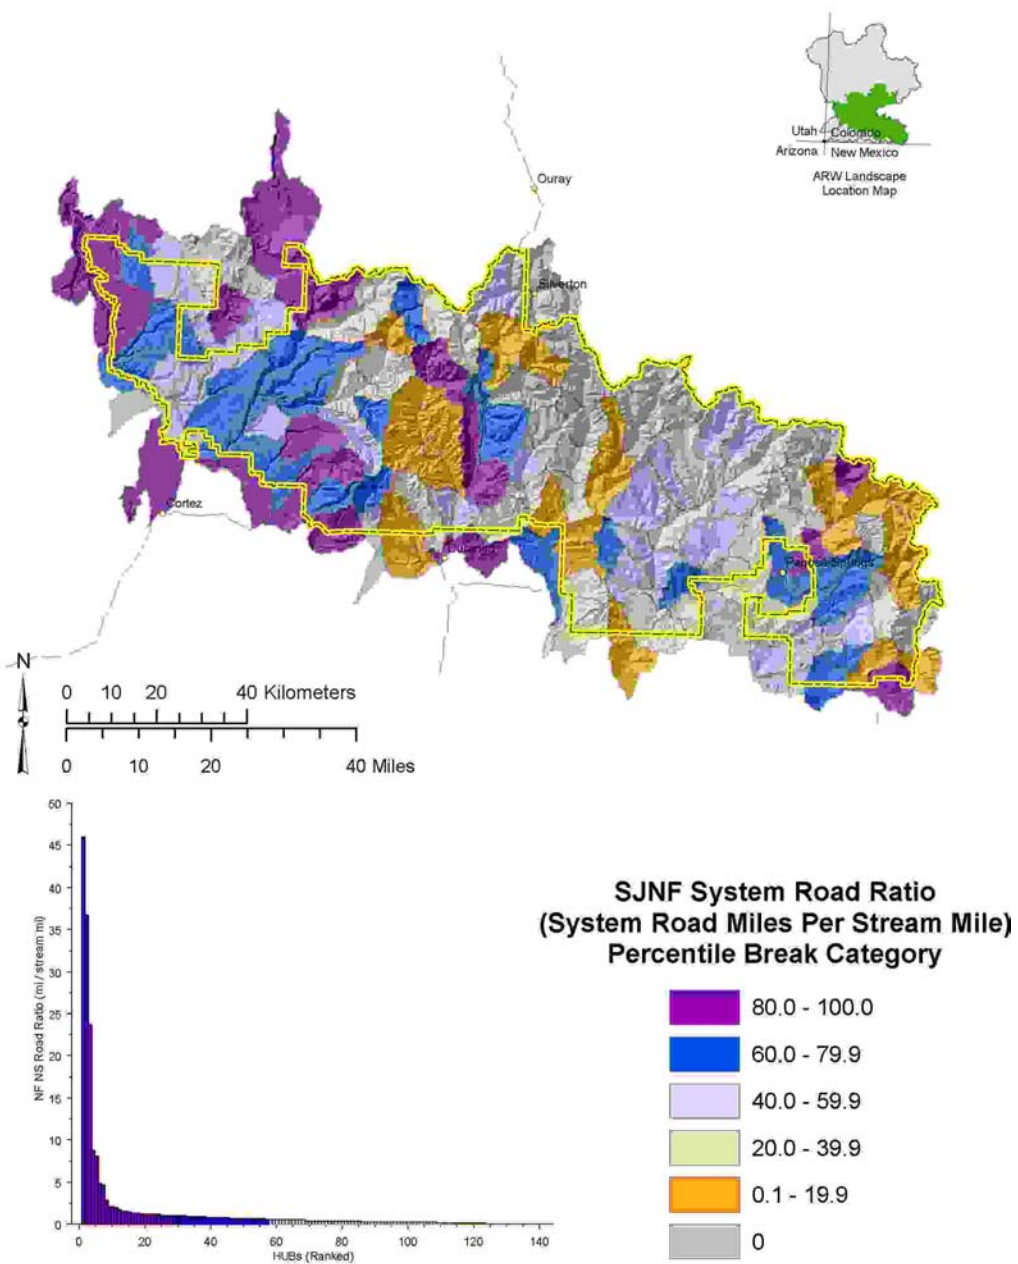 Utah
Colorado
Arizona
New Mexico
ARW Landscape
Location Map
Ouray
Silverton
Cortez
Pagosa Springs
N
0 10 20 40 Kilometers
0 10 20 40 Miles
50
45
40
35
30
25
20
15
10
5
0
NF NS Road Ratio (mi / stream mi)
0 20 40 60 80 100 120 140
HUBs (Ranked)
SJNF System Road Ratio
(System Road Miles Per Stream Mile)
Percentile Break Category
80.0 - 100.0
60.0 - 79.9
40.0 - 59.9
20.0 - 39.9
0.1 - 19.9
0